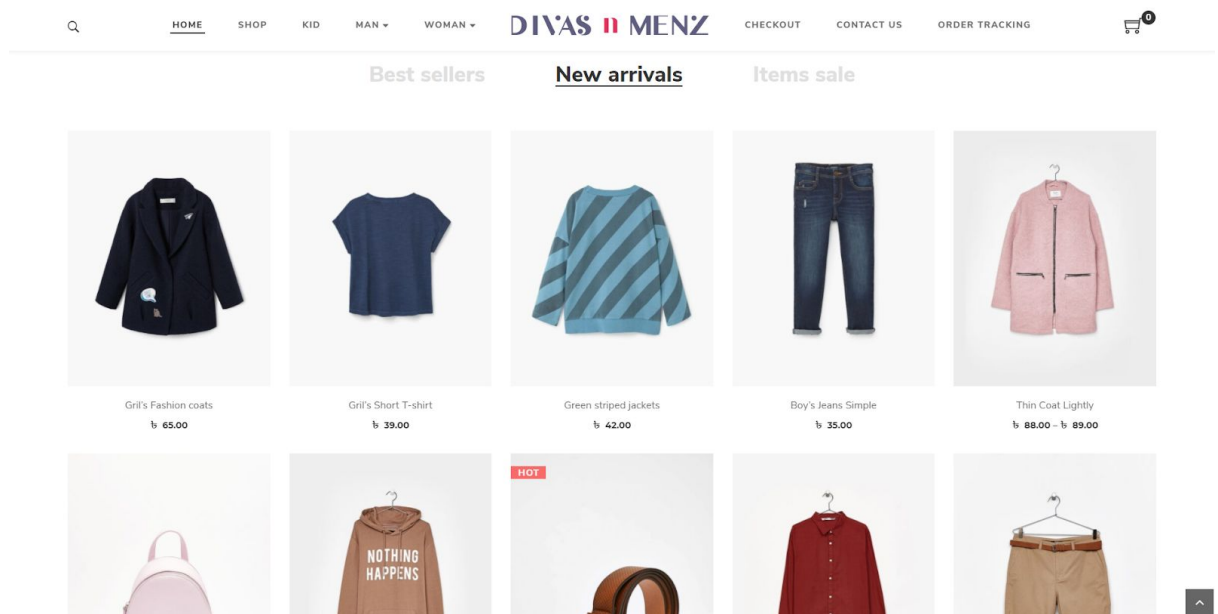 HOME SHOP KID MAN WOMAN DIVAS n MENZ CHECKOUT CONTACT US ORDER TRACKING 0
Best sellers New arrivals Items sale
Gril's Fashion coats Gril's Short T-shirt Green striped jackets Boy's Jeans Simple Thin Coat Lightly
৳ 65.00 ৳ 39.00 ৳ 42.00 ৳ 35.00 ৳ 88.00 – ৳ 89.00
HOT
NOTHING
HAPPENS